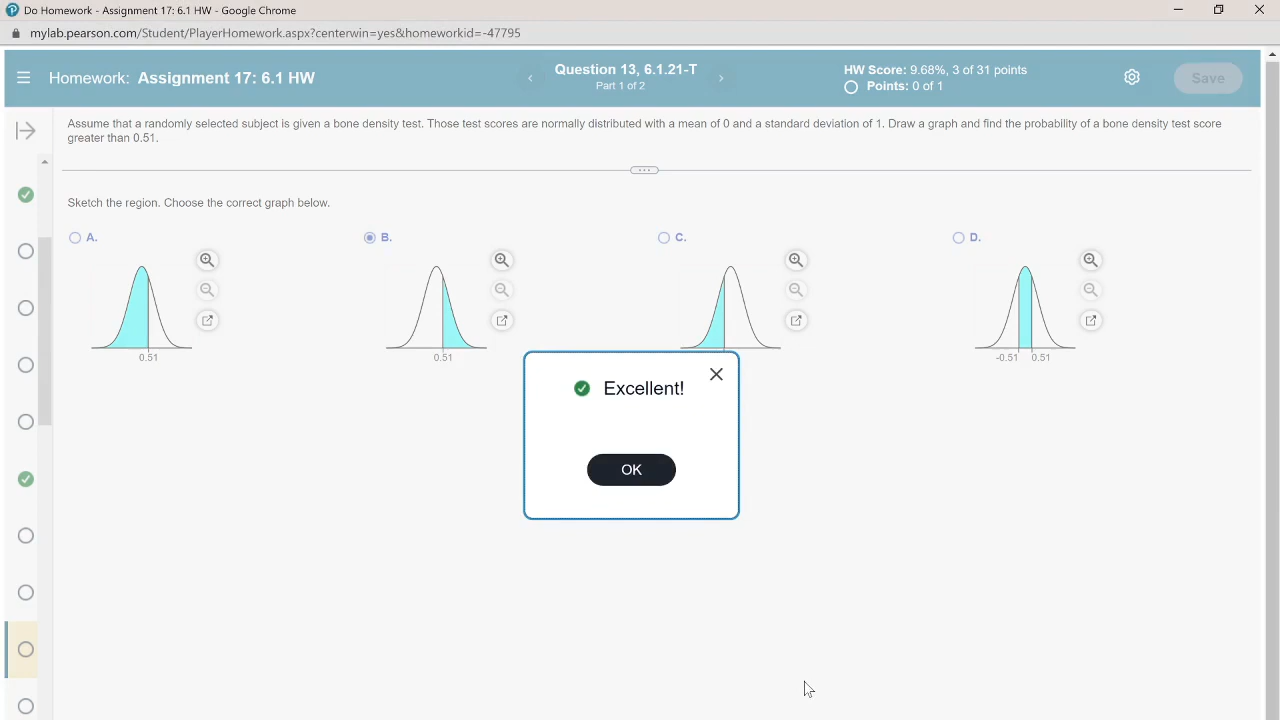 Do Homework - Assignment 17: 6.1 HW - Google Chrome
mylab.pearson.com/Student/PlayerHomework.aspx?centerwin=yes&homeworkid=-47795
Homework: Assignment 17: 6.1 HW
Question 13, 6.1.21-T
Part 1 of 2
HW Score: 9.68%, 3 of 31 points
Points: 0 of 1
Save
Assume that a randomly selected subject is given a bone density test. Those test scores are normally distributed with a mean of 0 and a standard deviation of 1. Draw a graph and find the probability of a bone density test score
greater than 0.51.
Sketch the region. Choose the correct graph below.
A.
B.
C.
D.
0.51
0.51
-0.51 0.51
Excellent!
OK